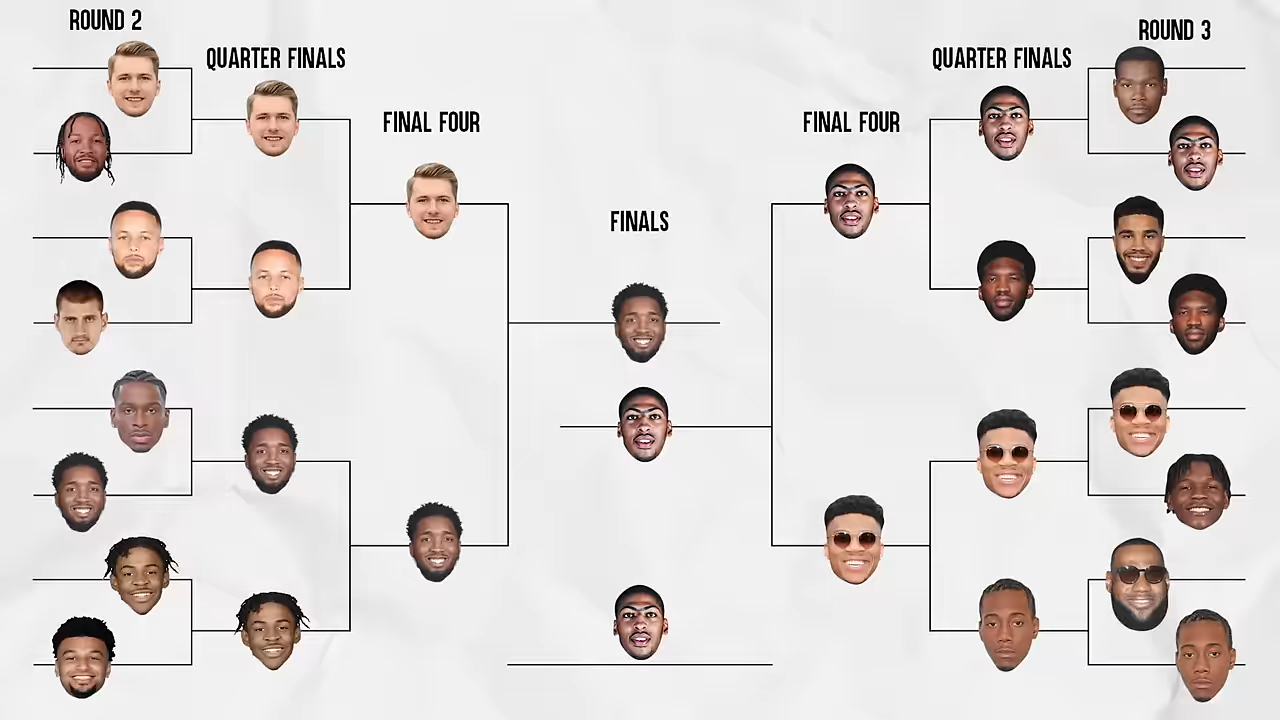 ROUND 2
ROUND 3
QUARTER FINALS
QUARTER FINALS
FINAL FOUR
FINAL FOUR
FINALS